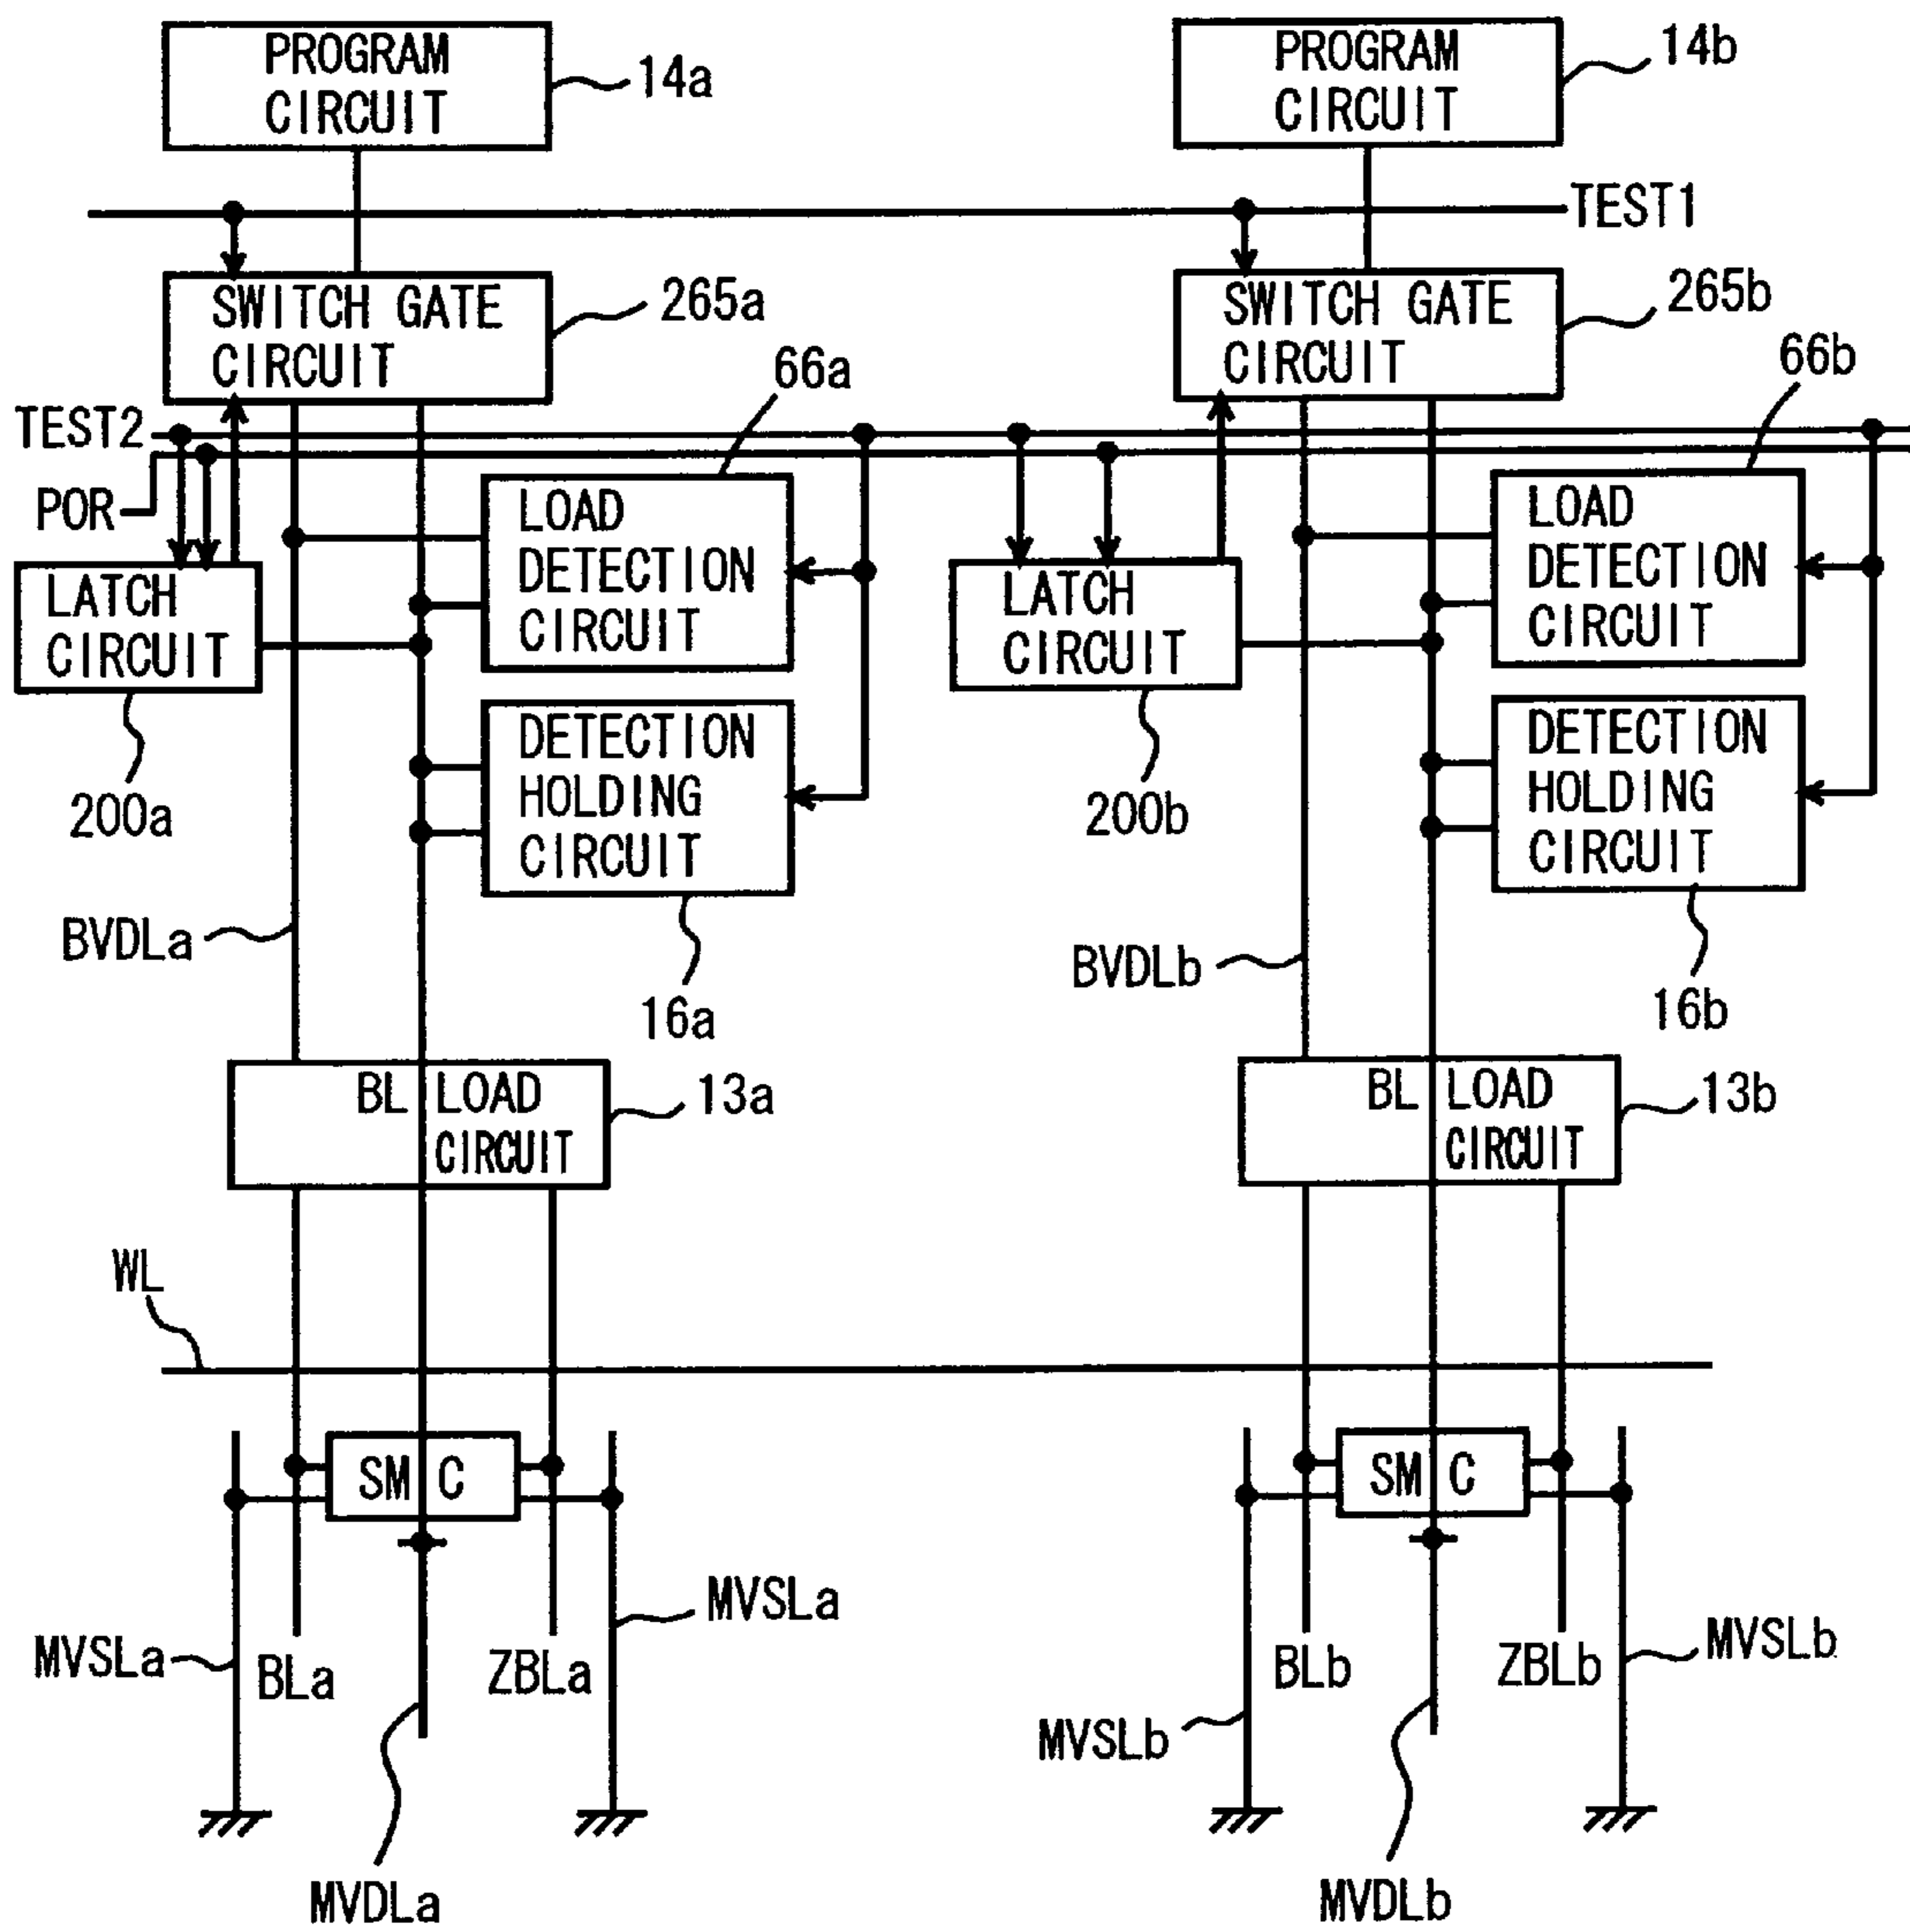 PROGRAM
CIRCUIT
14a
PROGRAM
CIRCUIT
14b
TEST1
SWITCH GATE
CIRCUIT
265a
SWITCH GATE
CIRCUIT
265b
66a
66b
TEST2
POR
LOAD
DETECTION
CIRCUIT
LOAD
DETECTION
CIRCUIT
LATCH
CIRCUIT
LATCH
CIRCUIT
200a
200b
DETECTION
HOLDING
CIRCUIT
DETECTION
HOLDING
CIRCUIT
BVDLa
BVDLb
16a
16b
BL LOAD
CIRCUIT
13a
BL LOAD
CIRCUIT
13b
WL
SMC
SMC
MVSLa
BLa
ZBLa
MVSLa
MVSLb
BLb
ZBLb
MVSLb
MVDLa
MVDLb